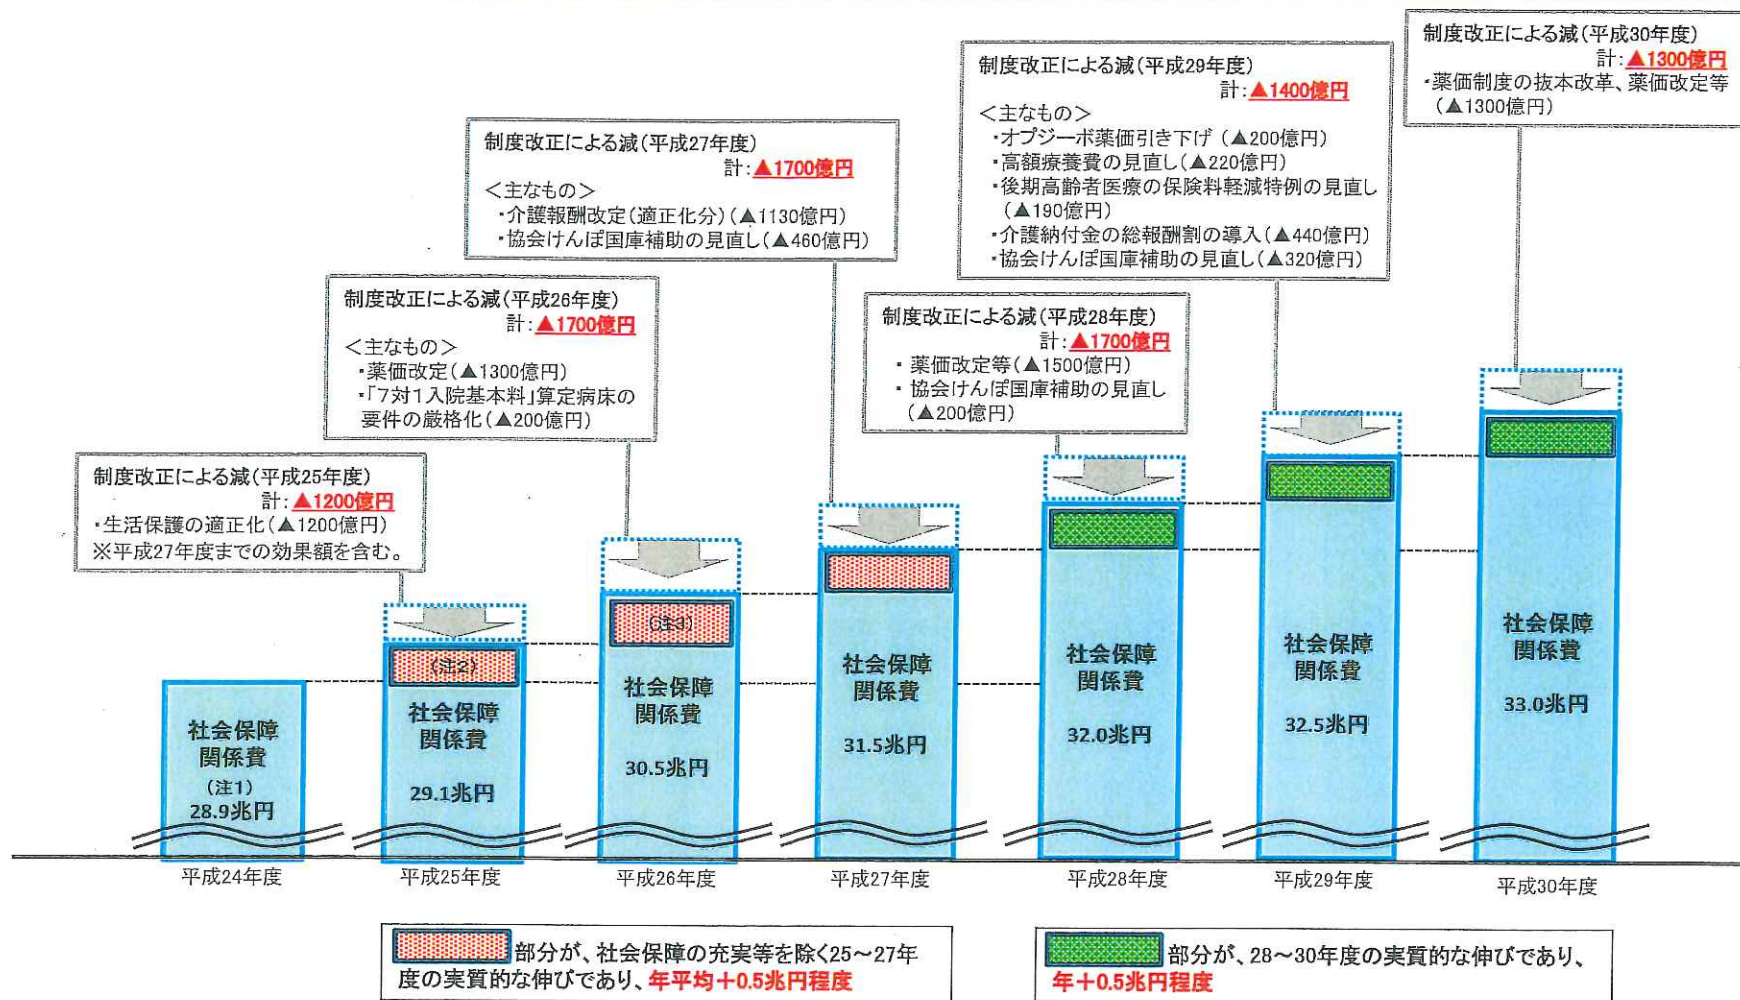 制度改正による減(平成30年度)
計:▲1300億円
・薬価制度の抜本改革、薬価改定等
(▲1300億円)
制度改正による減(平成29年度)
計:▲1400億円
<主なもの>
・オプジーボ薬価引き下げ (▲200億円)
・高額療養費の見直し(▲220億円)
・後期高齢者医療の保険料軽減特例の見直し
(▲190億円)
・介護納付金の総報酬割の導入(▲440億円)
・協会けんぽ国庫補助の見直し(▲320億円)
制度改正による減(平成27年度)
計:▲1700億円
<主なもの>
・介護報酬改定(適正化分)(▲1130億円)
・協会けんぽ国庫補助の見直し(▲460億円)
制度改正による減(平成26年度)
計:▲1700億円
<主なもの>
・薬価改定(▲1300億円)
・「7対1入院基本料」算定病床の
要件の厳格化(▲200億円)
制度改正による減(平成28年度)
計:▲1700億円
・ 薬価改定等(▲1500億円)
・ 協会けんぽ国庫補助の見直し
(▲200億円)
制度改正による減(平成25年度)
計:▲1200億円
・生活保護の適正化(▲1200億円)
※平成27年度までの効果額を含む。
社会保障
関係費
(注1)
28.9兆円
(注2)
社会保障
関係費
29.1兆円
(注3)
社会保障
関係費
30.5兆円
社会保障
関係費
31.5兆円
社会保障
関係費
32.0兆円
社会保障
関係費
32.5兆円
社会保障
関係費
33.0兆円
平成24年度
平成25年度
平成26年度
平成27年度
平成28年度
平成29年度
平成30年度
部分が、社会保障の充実等を除く25~27年
度の実質的な伸びであり、年平均+0.5兆円程度
部分が、28~30年度の実質的な伸びであり、
年+0.5兆円程度